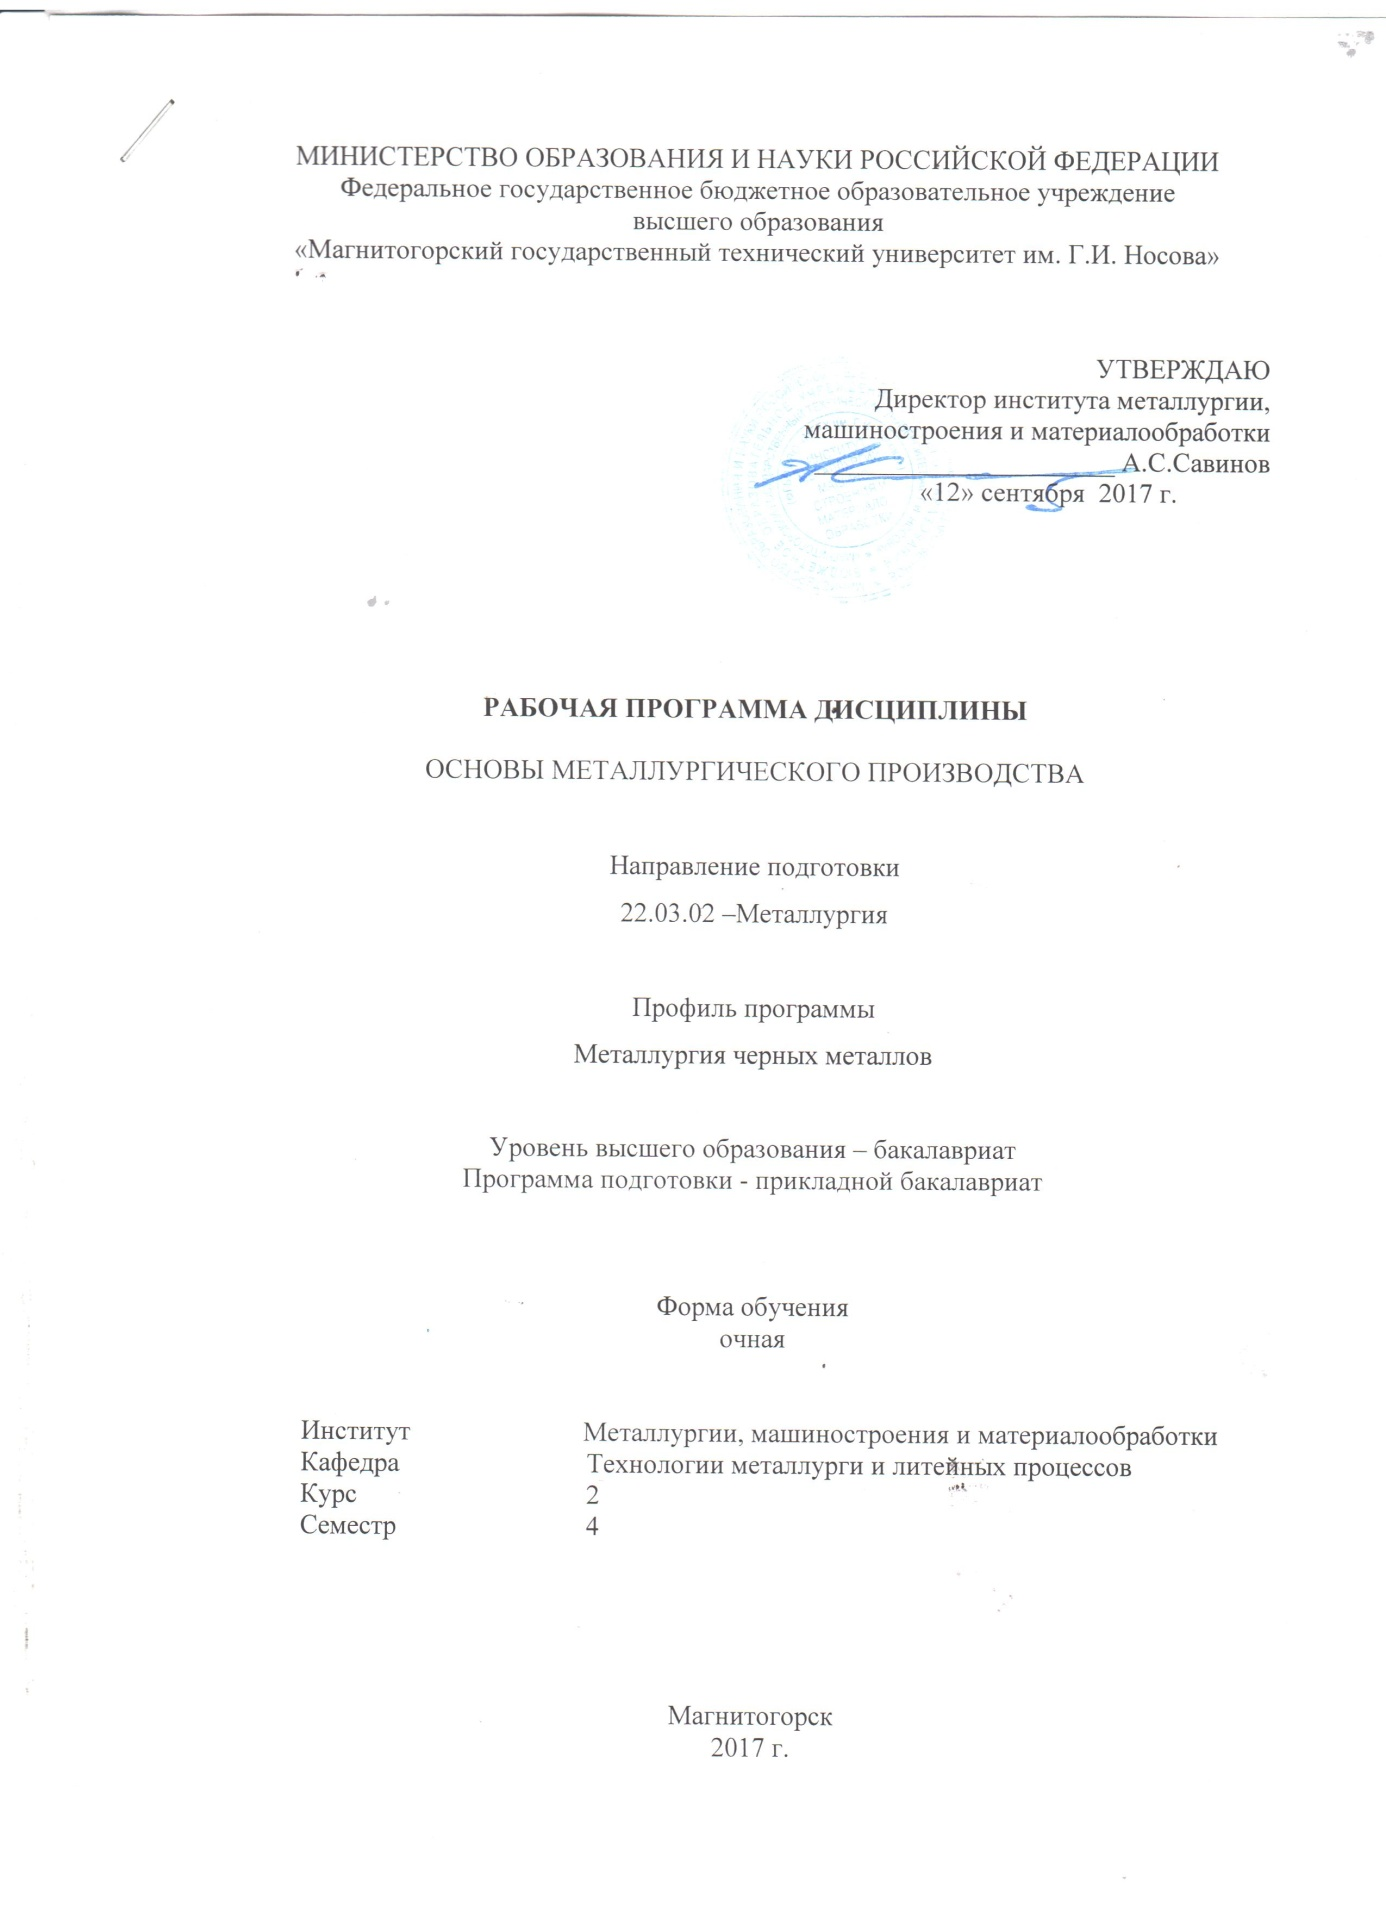 МИНИСТЕРСТВО ОБРАЗОВАНИЯ И НАУКИ РОССИЙСКОЙ ФЕДЕРАЦИИ
Федеральное государственное бюджетное образовательное учреждение
высшего образования
«Магнитогорский государственный технический университет им. Г.И. Носова»
УТВЕРЖДАЮ
Директор института металлургии,
машиностроения и материалообработки
А.С.Савинов
«12» сентября 2017 г.
РАБОЧАЯ ПРОГРАММА ДИСЦИПЛИНЫ
ОСНОВЫ МЕТАЛЛУРГИЧЕСКОГО ПРОИЗВОДСТВА
Направление подготовки
22.03.02 –Металлургия
Профиль программы
Металлургия черных металлов
Уровень высшего образования – бакалавриат
Программа подготовки - прикладной бакалавриат
Форма обучения
очная
Институт Металлургии, машиностроения и материалообработки
Кафедра Технологии металлурги и литейных процессов
Курс 2
Семестр 4
Магнитогорск
2017 г.